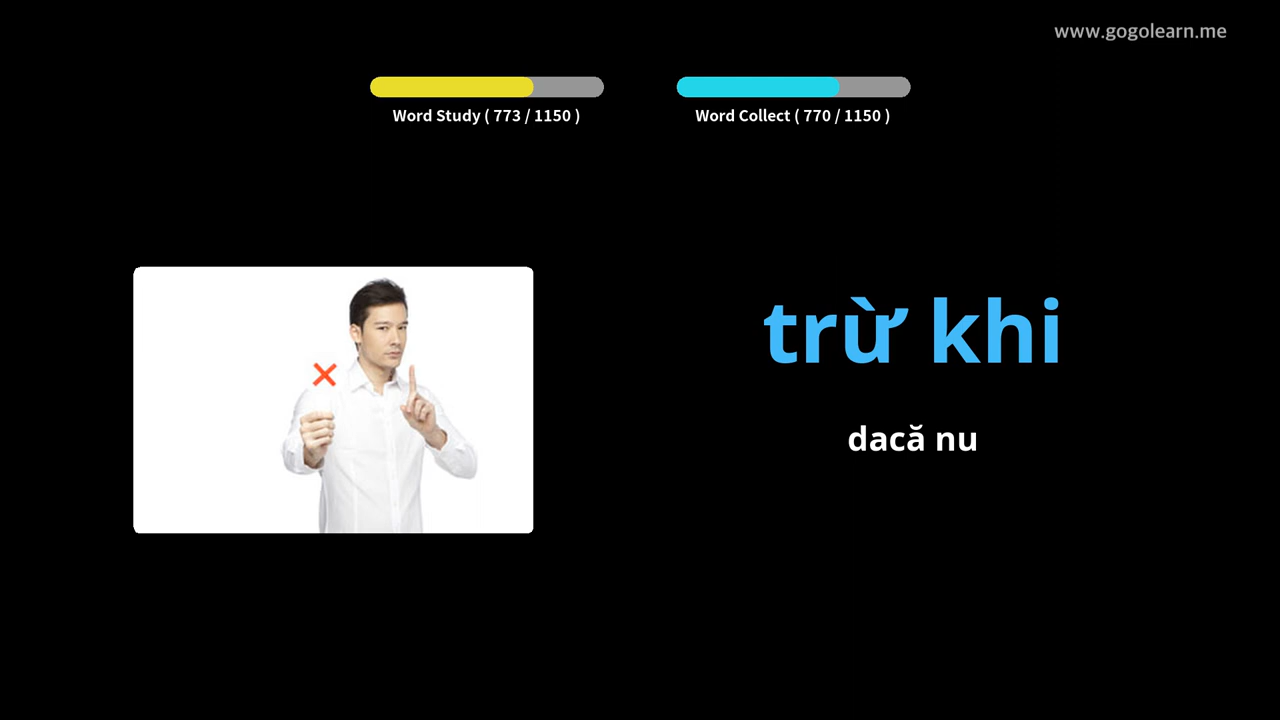 www.gogolearn.me
Word Study ( 773 / 1150 )
Word Collect ( 770 / 1150 )
trừ khi
dacă nu